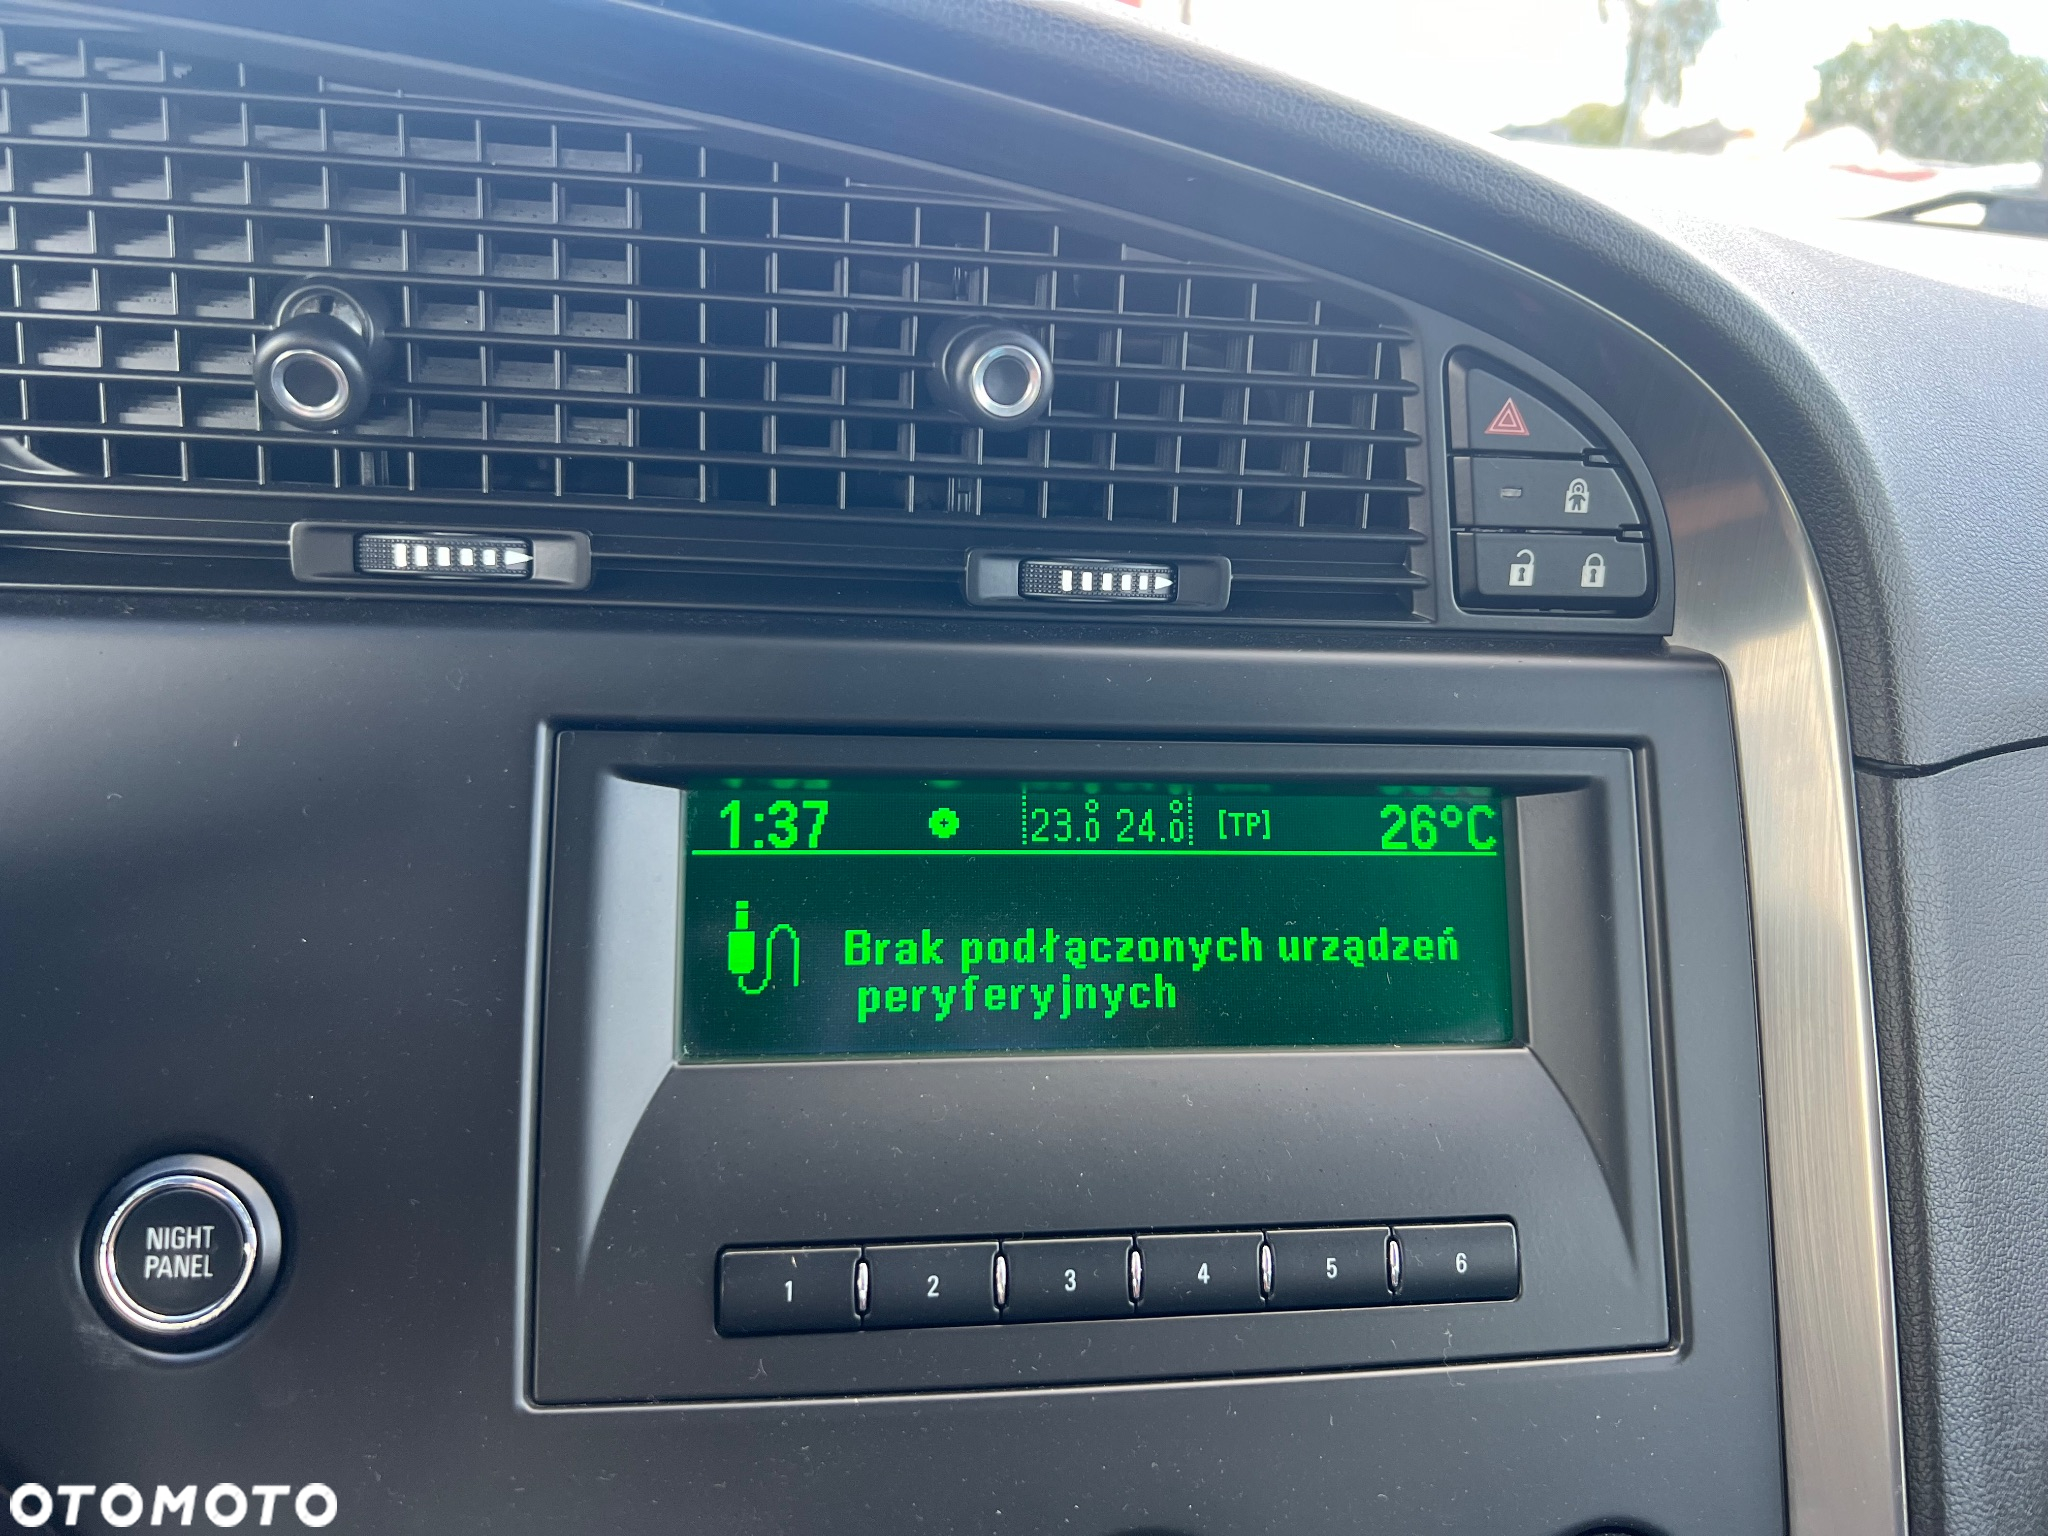 1:37 23.0° 24.0° [TP] 26°C
Brak podłączonych urządzeń
peryferyjnych
NIGHT
PANEL
1 2 3 4 5 6
OTOMOTO